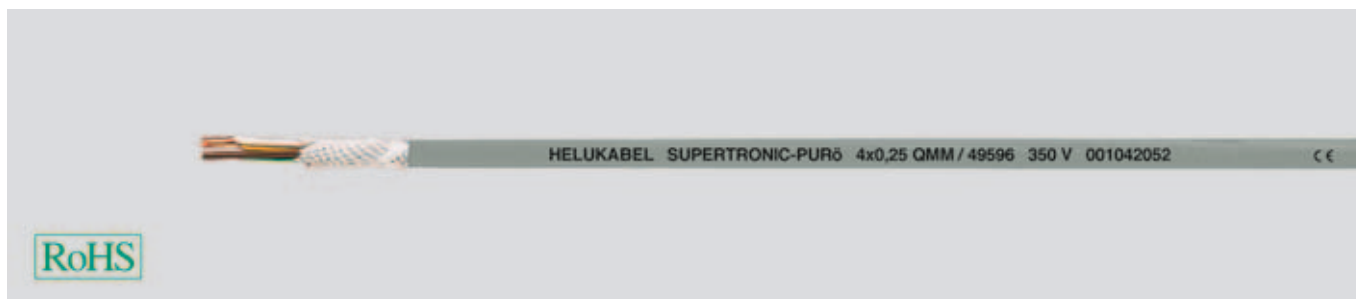 HELUKABEL SUPERTRONIC-PURö 4x0,25 QMM / 49596 350 V 001042052 CE
RoHS